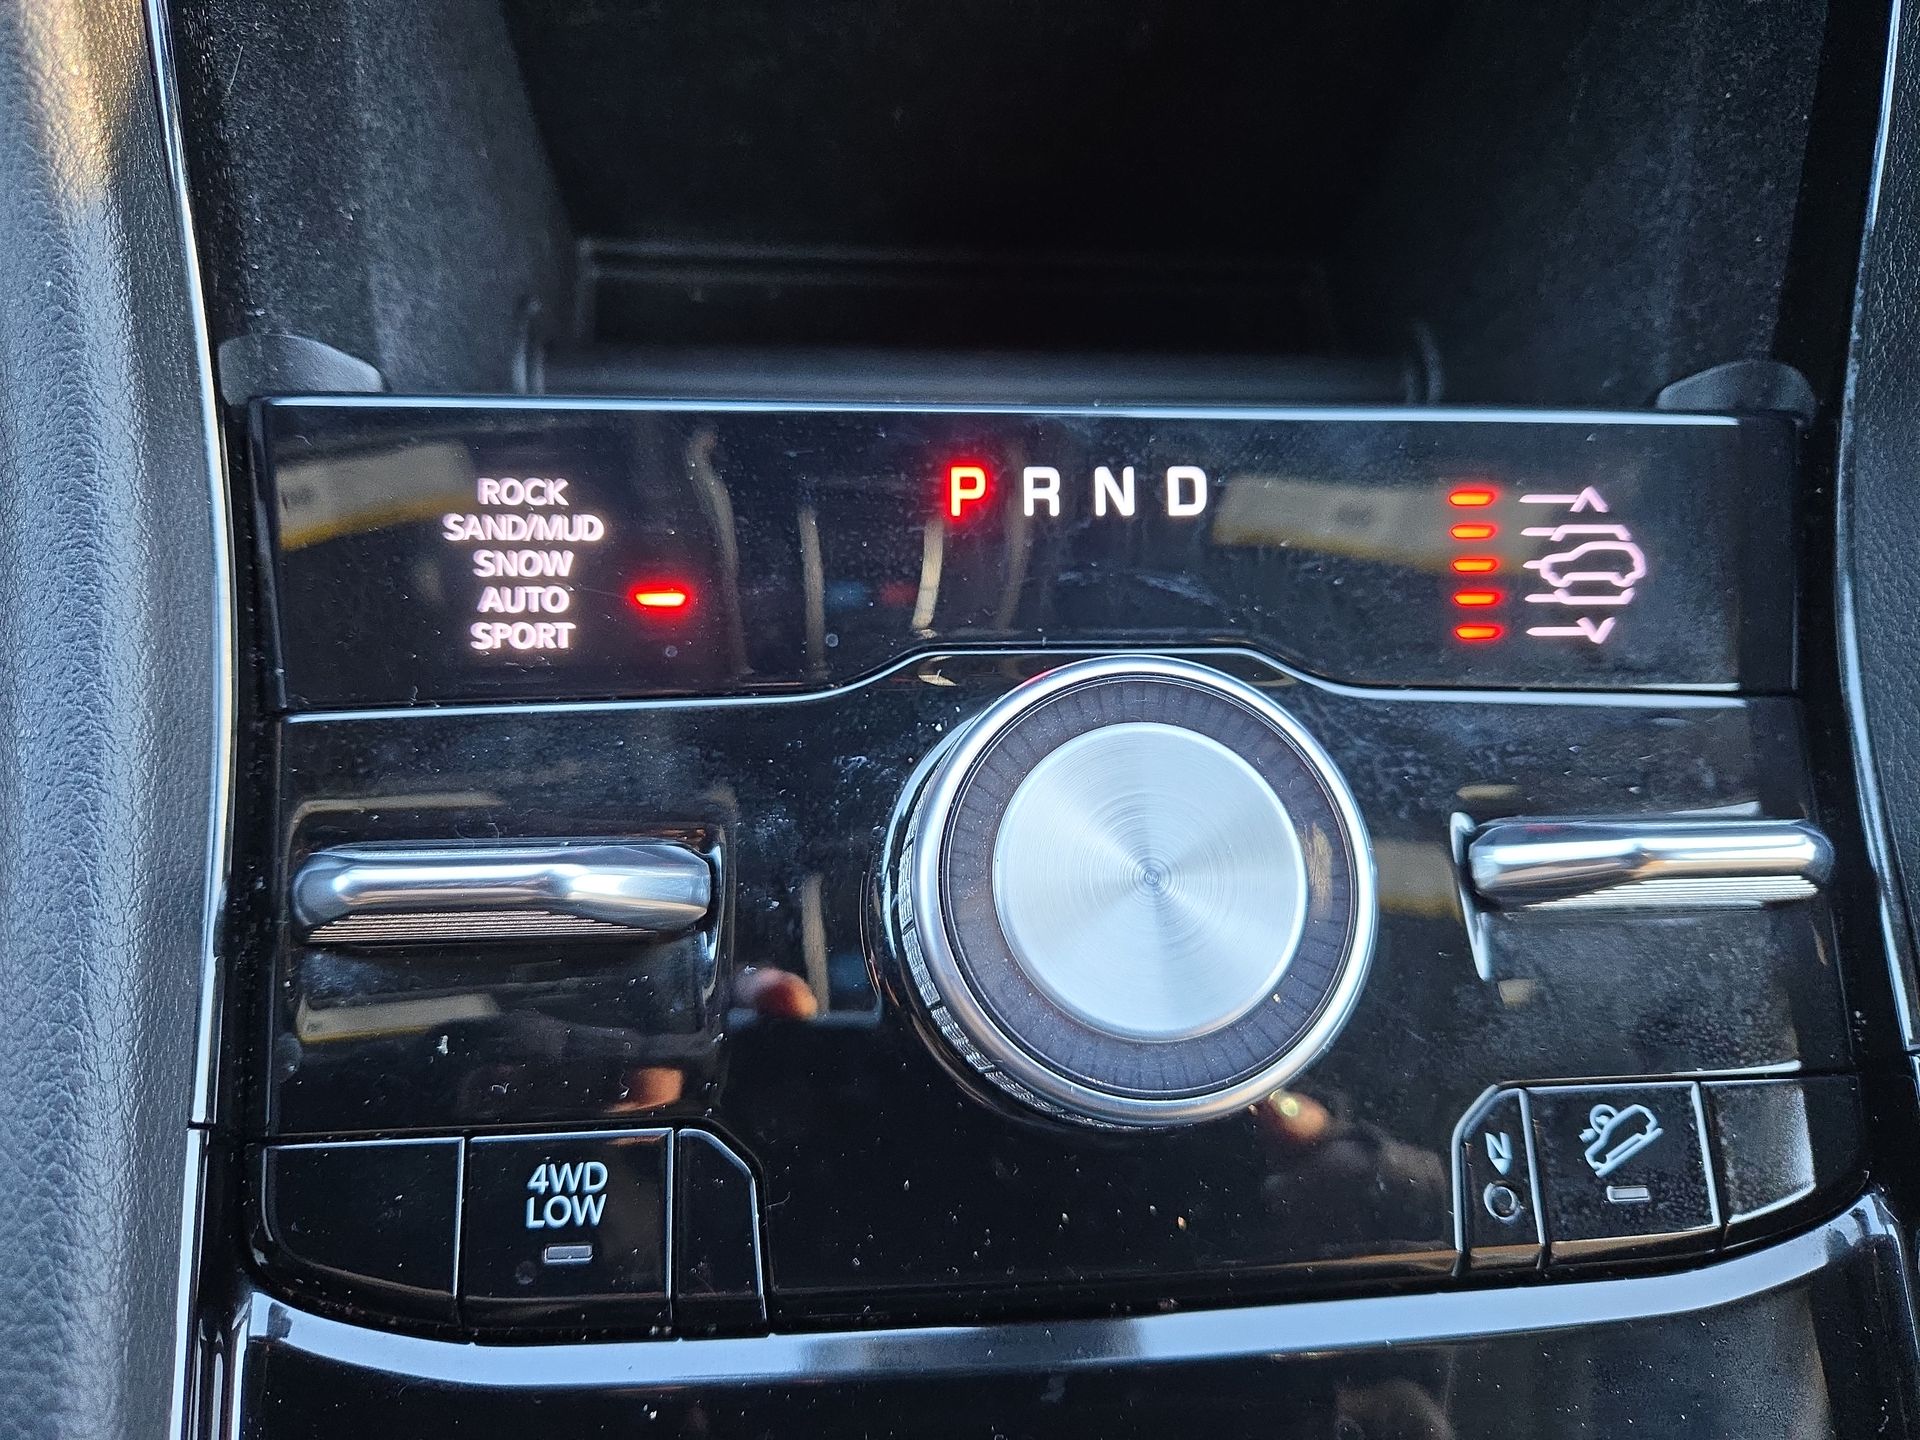 ROCK
SAND/MUD
SNOW
AUTO
SPORT
P R N D
4WD
LOW
N